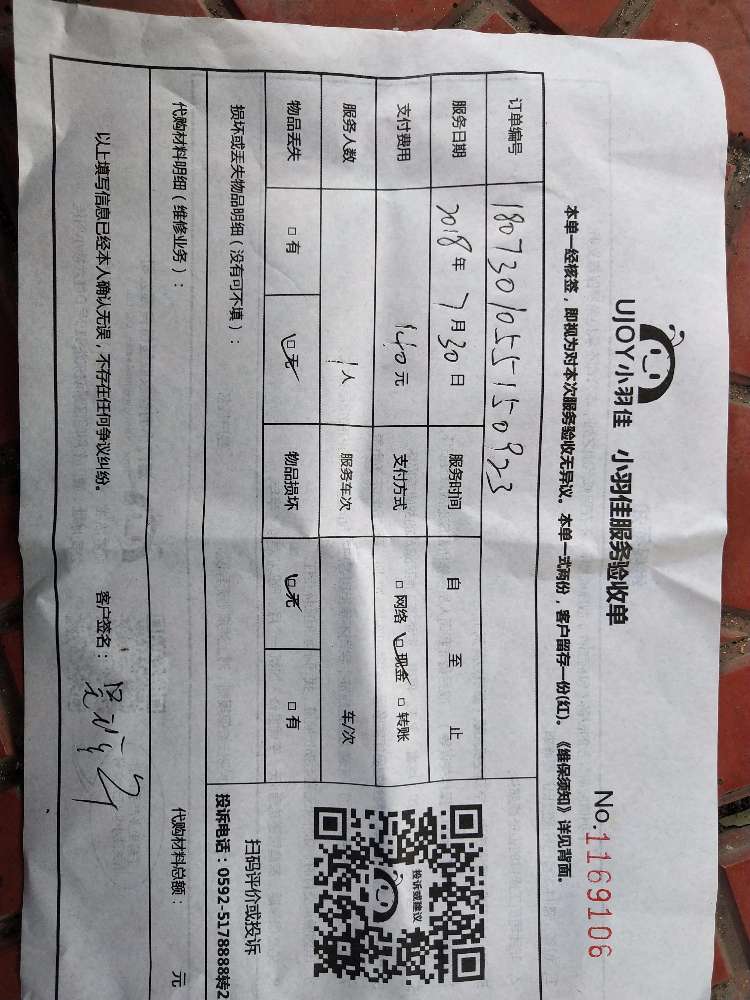 UJOY小羽佳 小羽佳服务验收单 No.1169106
本单一经核签，即视为对本次服务验收无异议。本单一式两份，客户留存一份(红)。《维保须知》详见背面。
订单编号 180730105515092３
服务日期 2018年7月30日 服务时间 自 至 止
支付费用 元 支付方式 □网络 □现金 □转账
服务人数 1人 服务车次 车/次
物品丢失 □有 □无 物品损坏 □无 □有
损坏或丢失物品明细（没有可不填）：
投诉或建议
扫码评价或投诉
投诉电话：0592-5178888转2
代购材料明细（维修业务）： 代购材料总额： 元
以上填写信息已经本人确认无误，不存在任何争议纠纷。 客户签名：